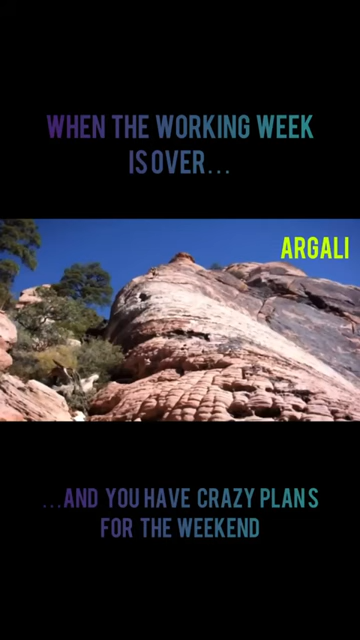 WHEN THE WORKING WEEK
IS OVER...
ARGALI
...AND YOU HAVE CRAZY PLANS
FOR THE WEEKEND